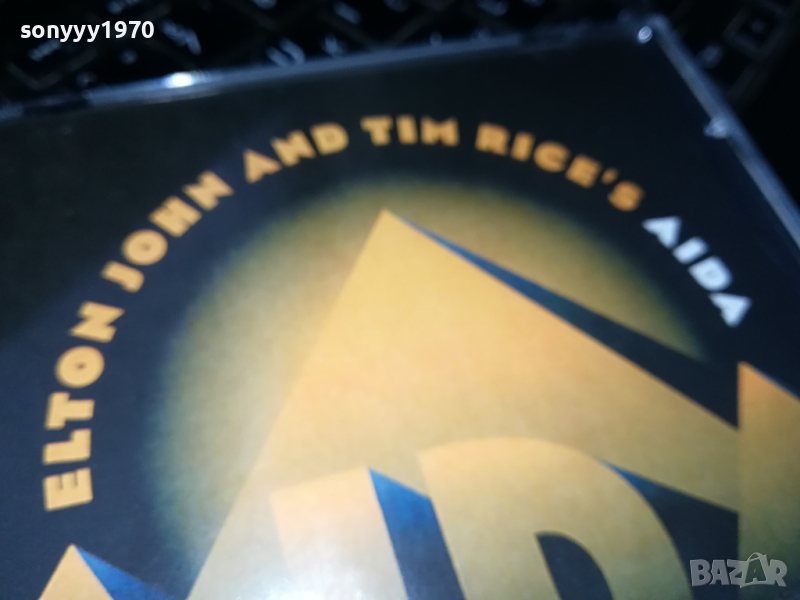 sonyyy1970
ELTON JOHN AND TIM RICE'S AIDA
BAZAR